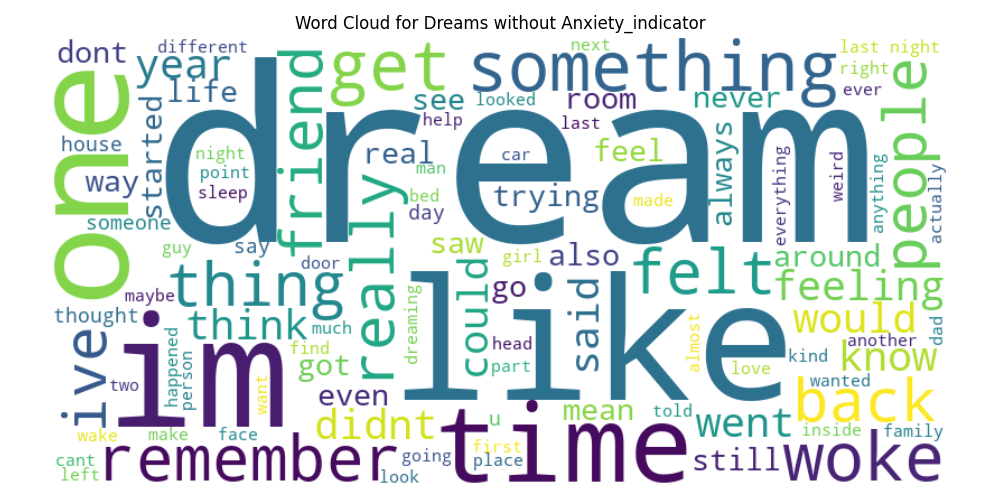 Word Cloud for Dreams without Anxiety_indicator
dont different year life get something next last night right ever
one dream friend see looked room never people
house started help last
night point sleep real man car feel everything weird anything actually
way trying always
someone bed day made
guy say saw girl also felt around
thing really door could go feeling
maybe
thought ive im think much dreaming like said almost would another dad
find got head part love kind know
two happened person want even wanted back
didnt u mean told went inside family
wake make face first
cant left remember going look time place still woke